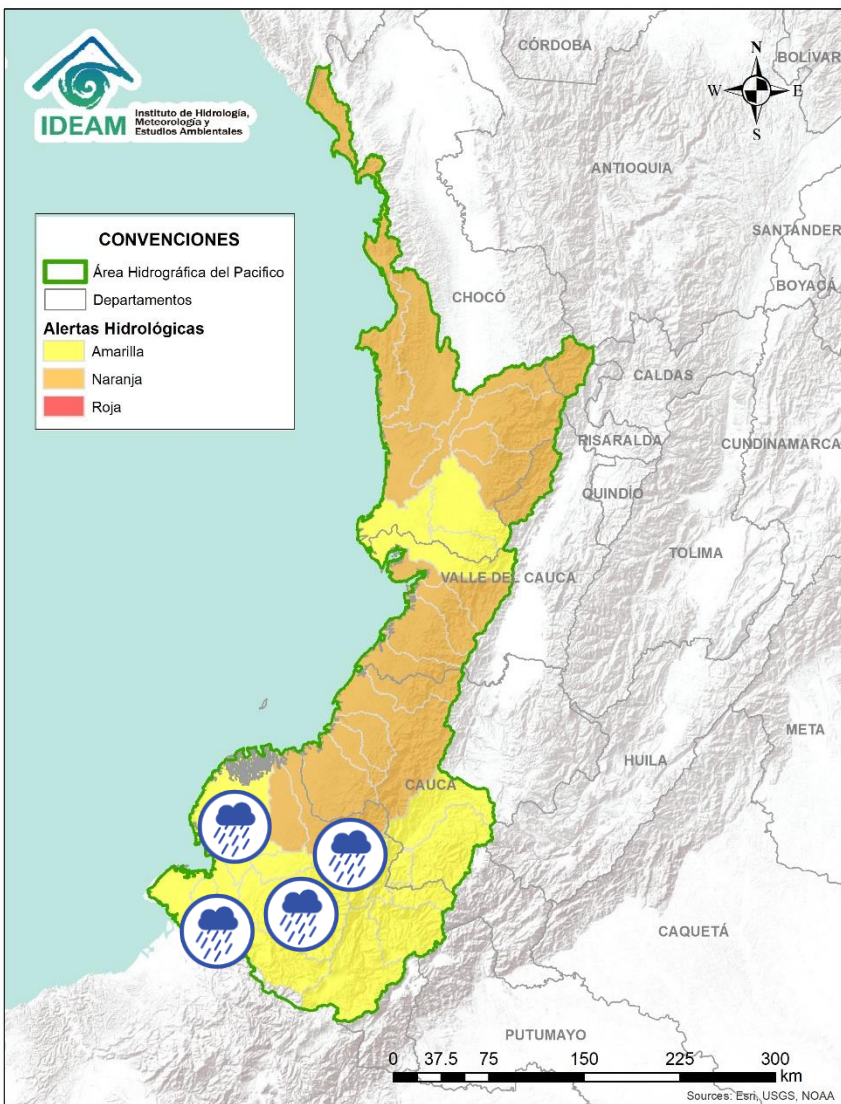 IDEAM
Instituto de Hidrología,
Meteorología y
Estudios Ambientales
CÓRDOBA
BOLÍVAR
N
W
E
S
ANTIOQUIA
SANTANDER
BOYACÁ
CHOCÓ
CONVENCIONES
Área Hidrográfica del Pacifico
Departamentos
Alertas Hidrológicas
Amarilla
Naranja
Roja
CALDAS
RISARALDA
CUNDINAMARCA
QUINDÍO
TOLIMA
VALLE DEL CAUCA
META
HUILA
CAUCA
CAQUETÁ
PUTUMAYO
0 37.5 75 150 225 300
km
Sources: Esri, USGS, NOAA